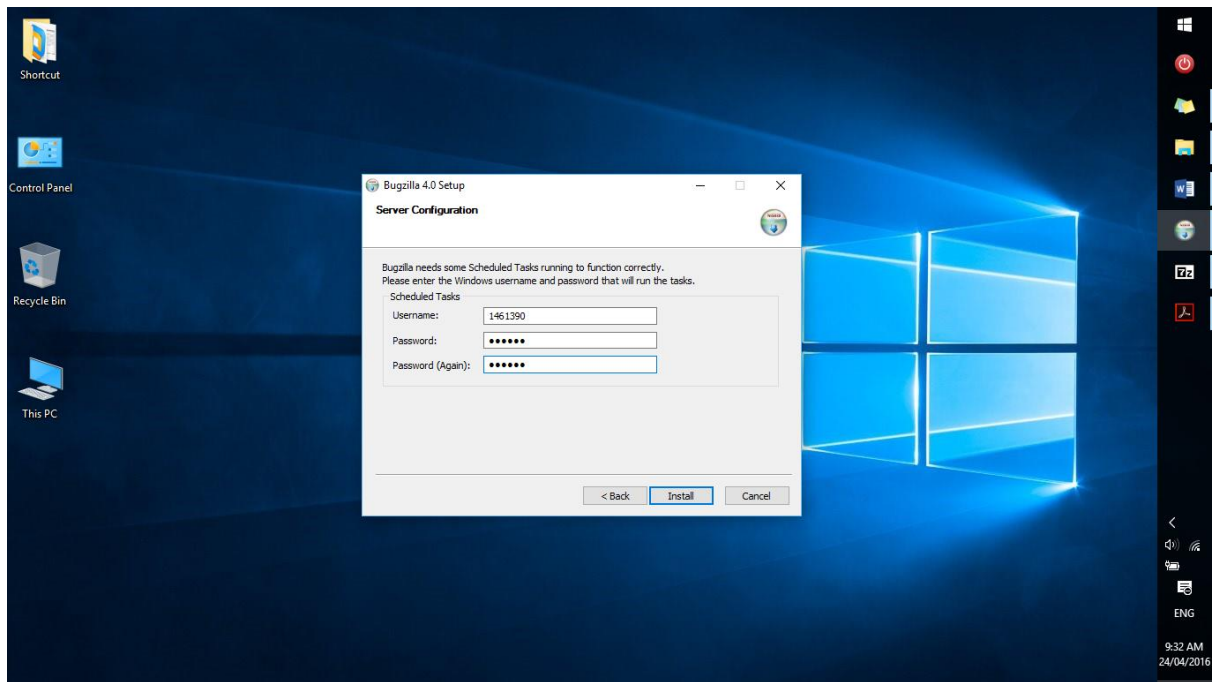 Shortcut
Control Panel
Recycle Bin
This PC
Bugzilla 4.0 Setup
Server Configuration
Bugzilla needs some Scheduled Tasks running to function correctly.
Please enter the Windows username and password that will run the tasks.
Scheduled Tasks
Username: 1461390
Password: ●●●●●●
Password (Again): ●●●●●●
< Back Install Cancel
W
7z
ENG
9:32 AM
24/04/2016